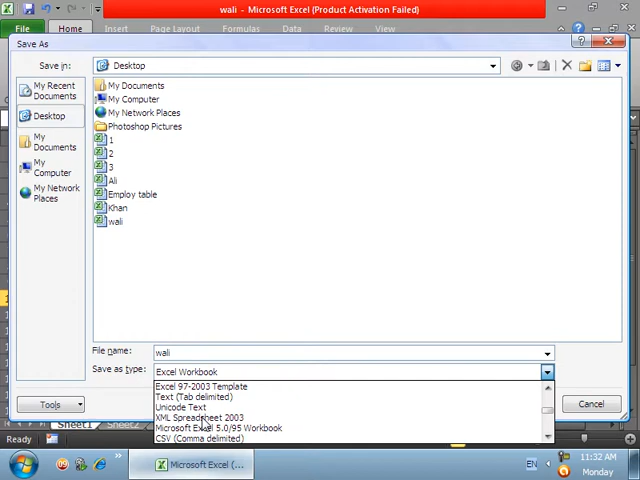 wali - Microsoft Excel (Product Activation Failed)
File Home Insert Page Layout Formulas Data Review View
Save As
Save in: Desktop
My Recent
Documents
Desktop
My
Documents
My
Computer
My Network
Places
My Documents
My Computer
My Network Places
Photoshop Pictures
1
2
3
Ali
Employ table
Khan
wali
File name: wali
Save as type: Excel Workbook
Excel 97-2003 Template
Text (Tab delimited)
Unicode Text
XML Spreadsheet 2003
Microsoft Excel 5.0/95 Workbook
CSV (Comma delimited)
Tools
Cancel
Sheet1 Sheet2
Ready
Microsoft Excel (...
EN
11:32 AM
Monday